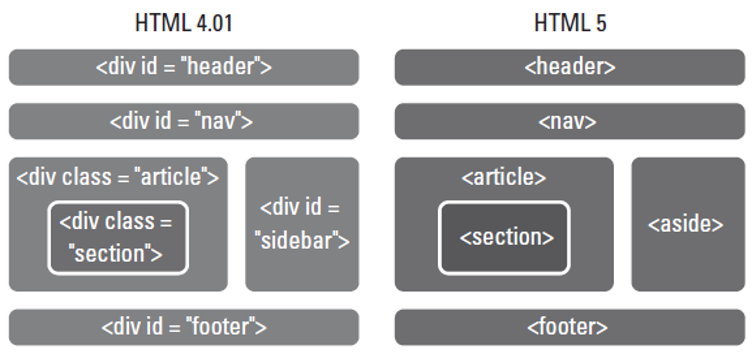 HTML 4.01
<div id = "header">
<div id = "nav">
<div class = "article">
<div class =
"section">
<div id =
"sidebar">
<div id = "footer">
HTML 5
<header>
<nav>
<article>
<section>
<aside>
<footer>